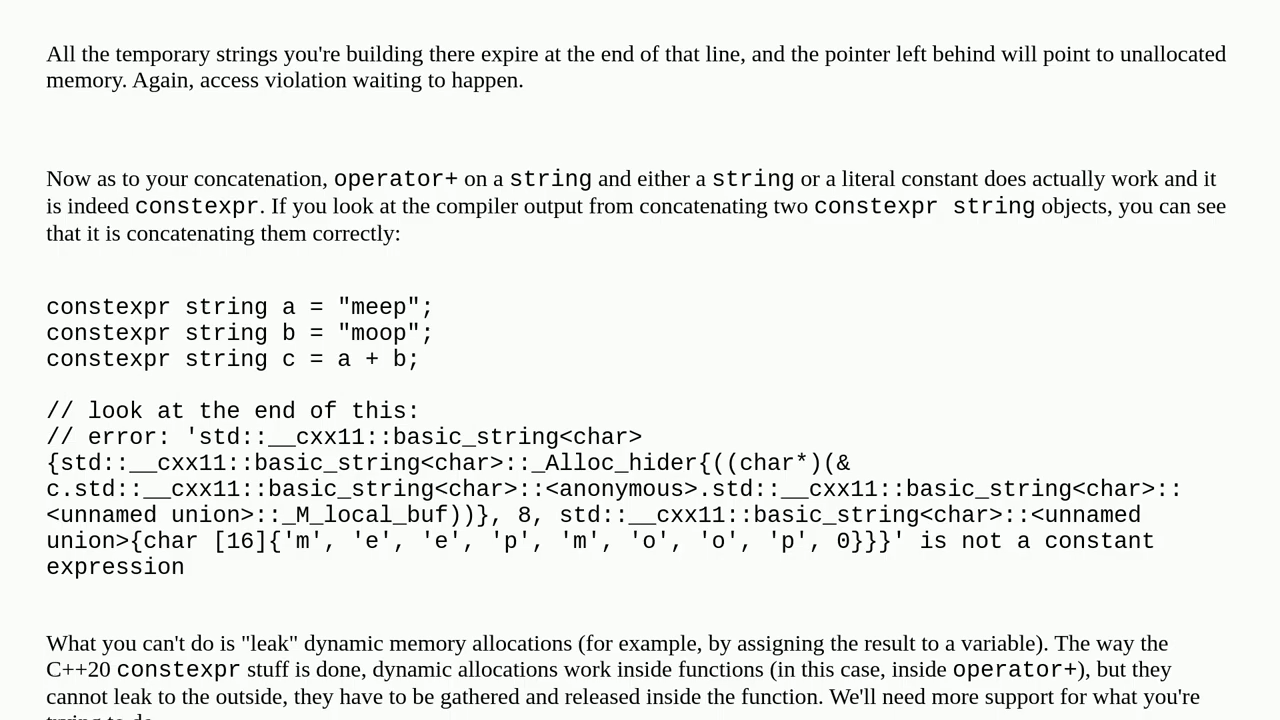 All the temporary strings you're building there expire at the end of that line, and the pointer left behind will point to unallocated
memory. Again, access violation waiting to happen.
Now as to your concatenation, operator+ on a string and either a string or a literal constant does actually work and it
is indeed constexpr. If you look at the compiler output from concatenating two constexpr string objects, you can see
that it is concatenating them correctly:
constexpr string a = "meep";
constexpr string b = "moop";
constexpr string c = a + b;
// look at the end of this:
// error: 'std::__cxx11::basic_string<char>
{std::__cxx11::basic_string<char>::_Alloc_hider{((char*)(&
c.std::__cxx11::basic_string<char>::<anonymous>.std::__cxx11::basic_string<char>::
<unnamed union>::_M_local_buf))}, 8, std::__cxx11::basic_string<char>::<unnamed
union>{char [16]{'m', 'e', 'e', 'p', 'm', 'o', 'o', 'p', 0}}}' is not a constant
expression
What you can't do is "leak" dynamic memory allocations (for example, by assigning the result to a variable). The way the
C++20 constexpr stuff is done, dynamic allocations work inside functions (in this case, inside operator+), but they
cannot leak to the outside, they have to be gathered and released inside the function. We'll need more support for what you're
trying to do